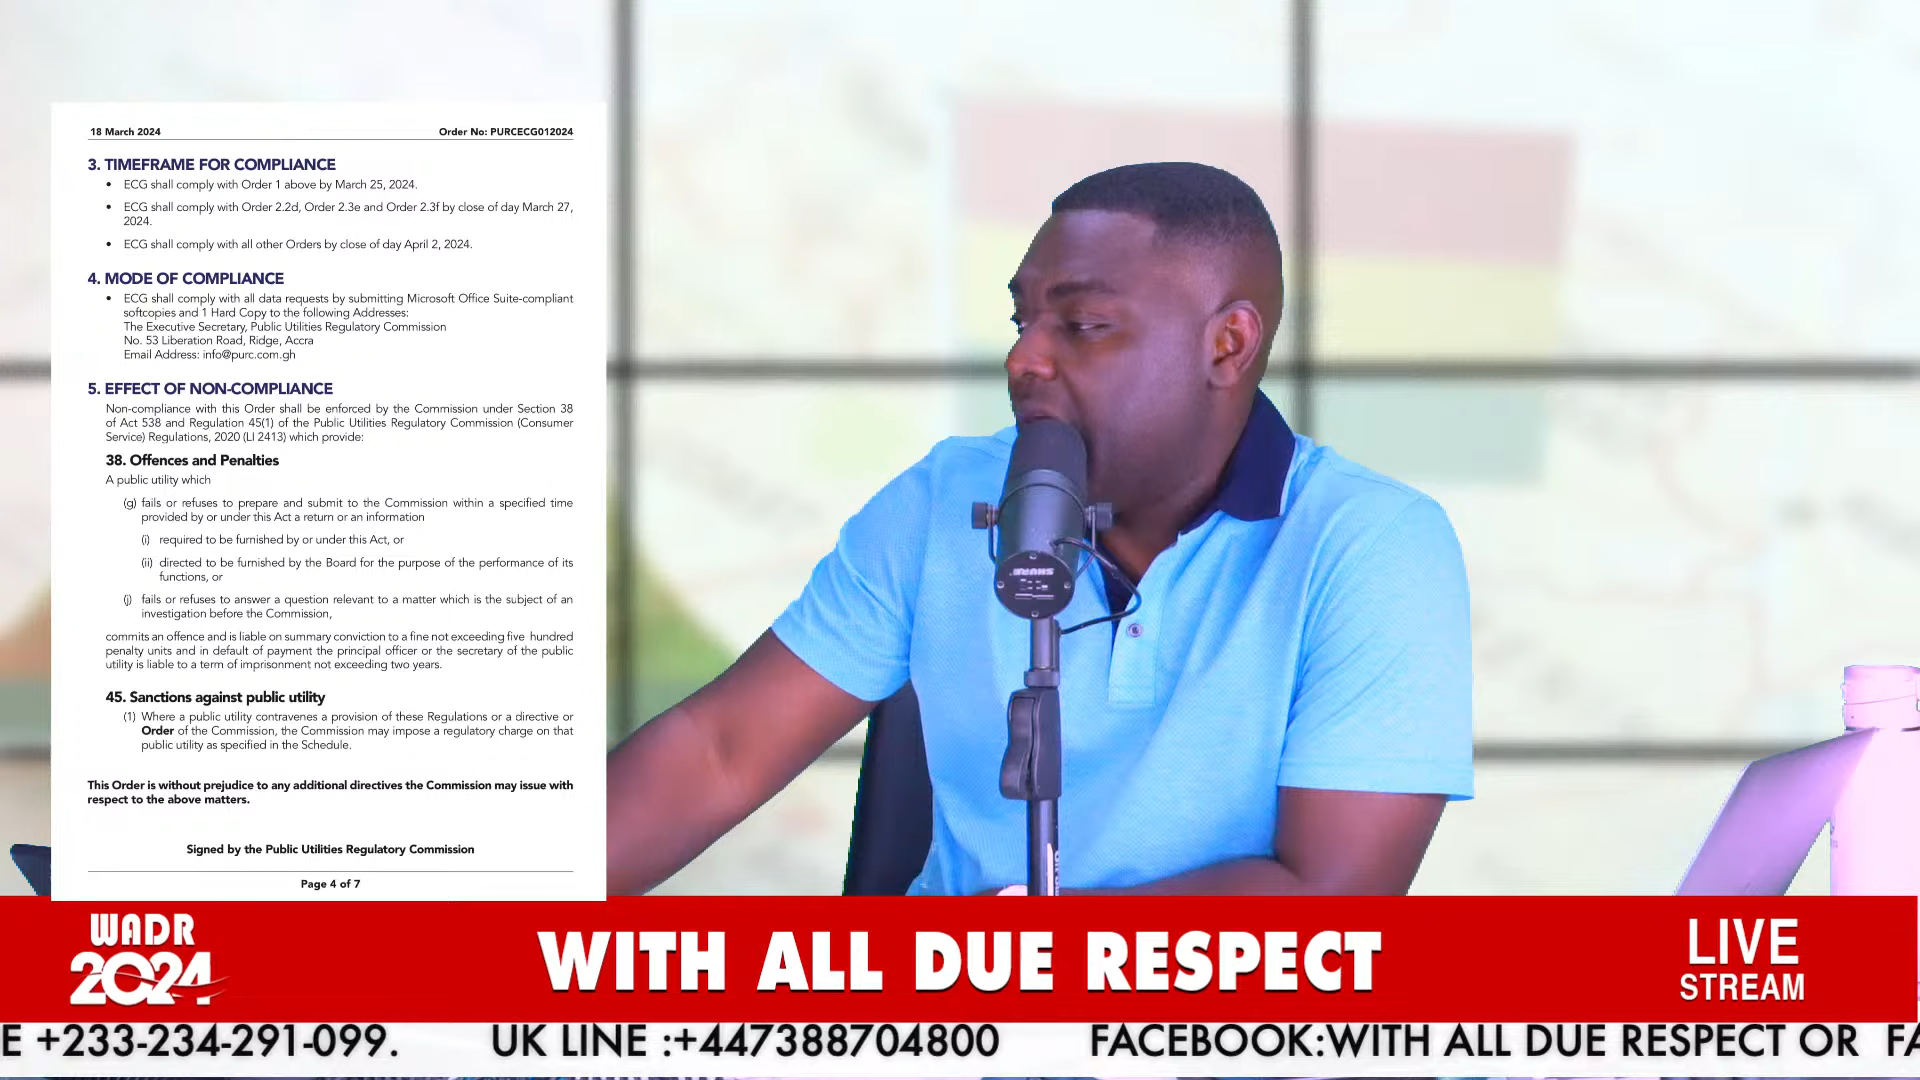 18 March 2024 Order No: PURCECG012024
3. TIMEFRAME FOR COMPLIANCE
• ECG shall comply with Order 1 above by March 25, 2024.
• ECG shall comply with Order 2.2d, Order 2.3e and Order 2.3f by close of day March 27,
2024.
• ECG shall comply with all other Orders by close of day April 2, 2024.
4. MODE OF COMPLIANCE
• ECG shall comply with all data requests by submitting Microsoft Office Suite-compliant
softcopies and 1 Hard Copy to the following Addresses:
The Executive Secretary, Public Utilities Regulatory Commission
No. 53 Liberation Road, Ridge, Accra
Email Address: info@purc.com.gh
5. EFFECT OF NON-COMPLIANCE
Non-compliance with this Order shall be enforced by the Commission under Section 38
of Act 538 and Regulation 45(1) of the Public Utilities Regulatory Commission (Consumer
Service) Regulations, 2020 (LI 2413) which provide:
38. Offences and Penalties
A public utility which
(g) fails or refuses to prepare and submit to the Commission within a specified time
provided by or under this Act a return or an information
(i) required to be furnished by or under this Act, or
(ii) directed to be furnished by the Board for the purpose of the performance of its
functions, or
(j) fails or refuses to answer a question relevant to a matter which is the subject of an
investigation before the Commission,
commits an offence and is liable on summary conviction to a fine not exceeding five hundred
penalty units and in default of payment the principal officer or the secretary of the public
utility is liable to a term of imprisonment not exceeding two years.
45. Sanctions against public utility
(1) Where a public utility contravenes a provision of these Regulations or a directive or
Order of the Commission, the Commission may impose a regulatory charge on that
public utility as specified in the Schedule.
This Order is without prejudice to any additional directives the Commission may issue with
respect to the above matters.
Signed by the Public Utilities Regulatory Commission
Page 4 of 7
SHURE
WADR
2024
WITH ALL DUE RESPECT
LIVE
STREAM
E +233-234-291-099. UK LINE :+447388704800 FACEBOOK:WITH ALL DUE RESPECT OR FA